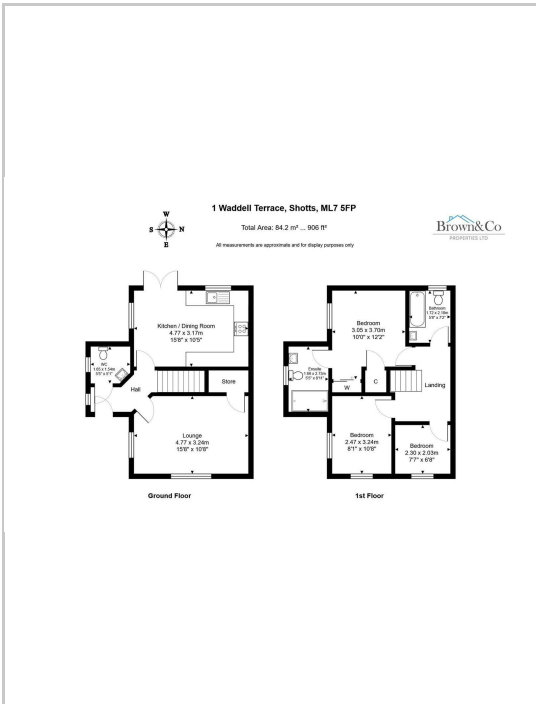 1 Waddell Terrace, Shotts, ML7 5FP
Total Area: 84.2 m² ... 906 ft²
All measurements are approximate and for display purposes only
W
S
N
E
Brown&Co
PROPERTIES LTD
Kitchen / Dining Room
4.77 x 3.17m
15'8" x 10'5"
WC
Hall
Store
Lounge
4.77 x 3.24m
15'8" x 10'8"
Ground Floor
Bedroom
3.05 x 3.70m
10'0" x 12'2"
Bathroom
1.72 x 2.18m
Ensuite
W
C
Landing
Bedroom
2.47 x 3.24m
8'1" x 10'8"
Bedroom
2.30 x 2.03m
7'7" x 6'8"
1st Floor